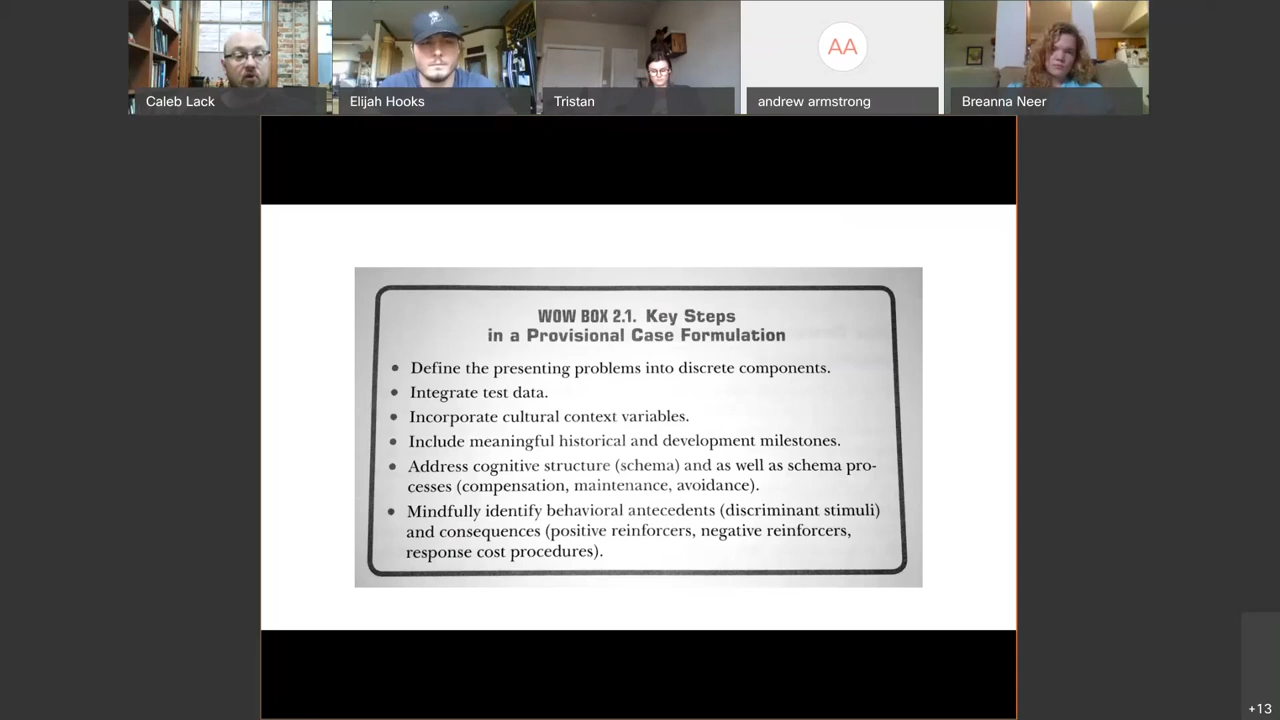 Caleb Lack
Elijah Hooks
Tristan
AA
andrew armstrong
Breanna Neer
WOW BOX 2.1. Key Steps
in a Provisional Case Formulation
• Define the presenting problems into discrete components.
• Integrate test data.
• Incorporate cultural context variables.
• Include meaningful historical and development milestones.
• Address cognitive structure (schema) and as well as schema pro-
cesses (compensation, maintenance, avoidance).
• Mindfully identify behavioral antecedents (discriminant stimuli)
and consequences (positive reinforcers, negative reinforcers,
response cost procedures).
+13